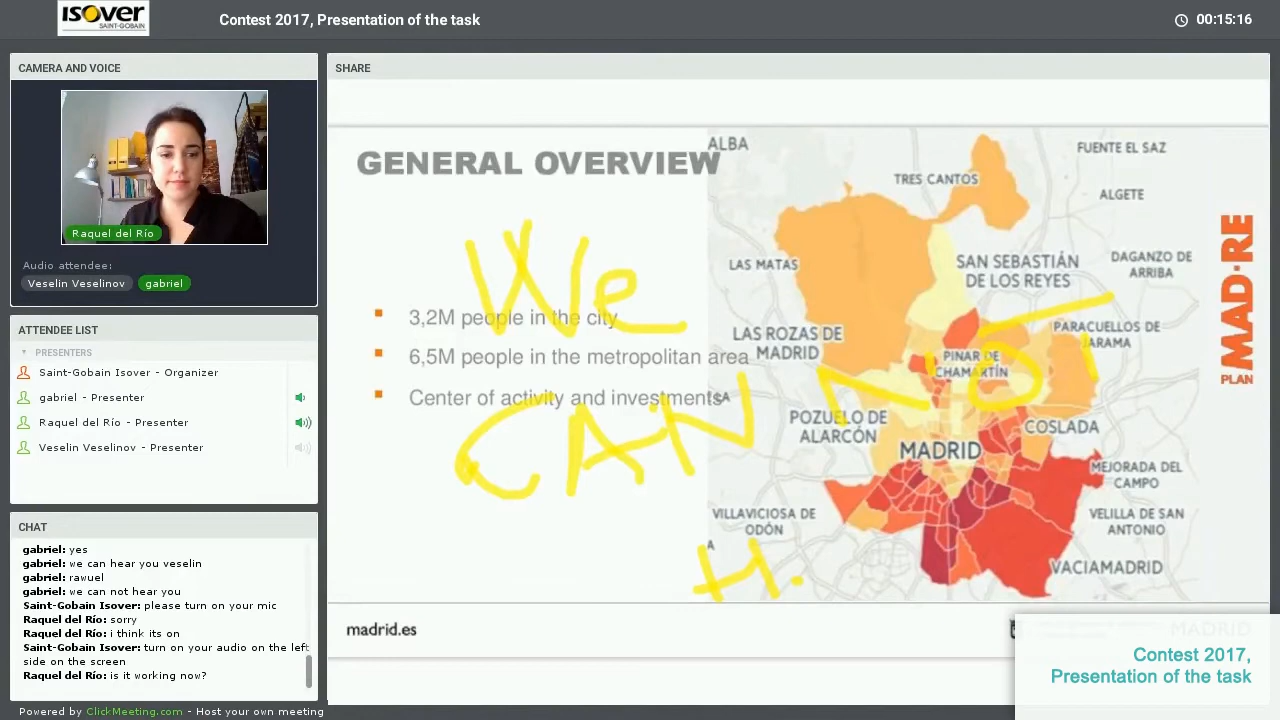 isover
SAINT-GOBAIN
Contest 2017, Presentation of the task
00:15:16
CAMERA AND VOICE
Raquel del Río
Audio attendee:
Veselin Veselinov gabriel
ATTENDEE LIST
PRESENTERS
Saint-Gobain Isover - Organizer
gabriel - Presenter
Raquel del Río - Presenter
Veselin Veselinov - Presenter
CHAT
gabriel: yes
gabriel: we can hear you veselin
gabriel: rawuel
gabriel: we can not hear you
Saint-Gobain Isover: please turn on your mic
Raquel del Río: sorry
Raquel del Río: i think its on
Saint-Gobain Isover: turn on your audio on the left
side on the screen
Raquel del Río: is it working now?
Powered by ClickMeeting.com - Host your own meeting
SHARE
GENERAL OVERVIEW
3,2M people in the city
6,5M people in the metropolitan area
Center of activity and investments
We
CAN NOT
H
ALBA
FUENTE EL SAZ
TRES CANTOS
ALGETE
LAS MATAS
SAN SEBASTIÁN
DE LOS REYES
DAGANZO DE
ARRIBA
LAS ROZAS DE
MADRID
PARACUELLOS DE
JARAMA
PINAR DE
CHAMARTÍN
POZUELO DE
ALARCÓN
COSLADA
MADRID
MEJORADA DEL
CAMPO
VILLAVICIOSA DE
ODÓN
VELILLA DE SAN
ANTONIO
VACIAMADRID
PLAN MAD-RE
madrid.es
MADRID
Contest 2017,
Presentation of the task